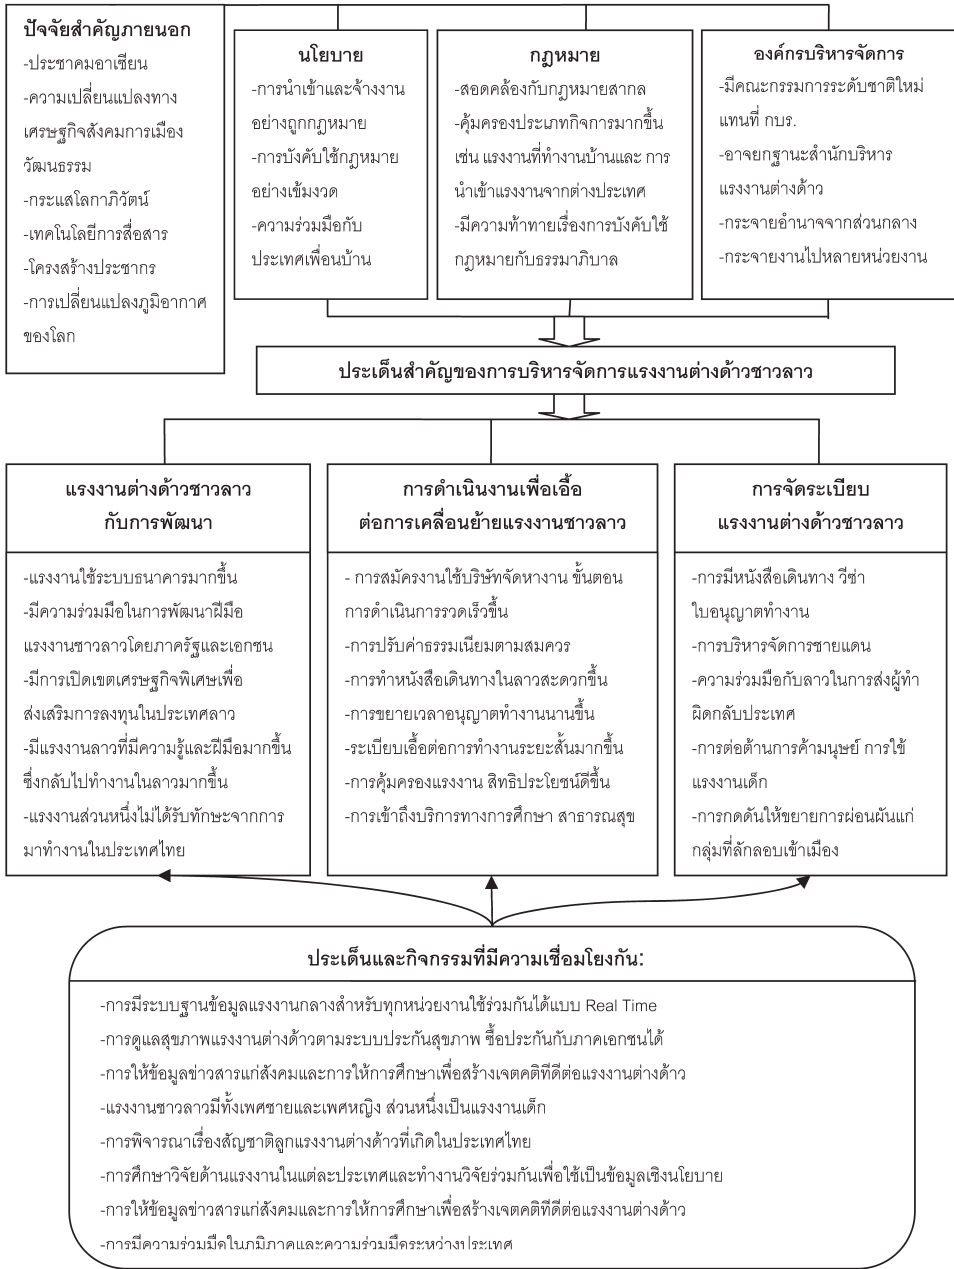 ปัจจัยสำคัญภายนอก
-ประชาคมอาเซียน
-ความเปลี่ยนแปลงทาง
เศรษฐกิจสังคมการเมือง
วัฒนธรรม
-กระแสโลกาภิวัตน์
-เทคโนโลยีการสื่อสาร
-โครงสร้างประชากร
-การเปลี่ยนแปลงภูมิอากาศ
ของโลก
นโยบาย
-การนำเข้าและจ้างงาน
อย่างถูกกฎหมาย
-การบังคับใช้กฎหมาย
อย่างเข้มงวด
-ความร่วมมือกับ
ประเทศเพื่อนบ้าน
กฎหมาย
-สอดคล้องกับกฎหมายสากล
-คุ้มครองประเภทกิจการมากขึ้น
เช่น แรงงานที่ทำงานบ้านและ การ
นำเข้าแรงงานจากต่างประเทศ
-มีความท้าทายเรื่องการบังคับใช้
กฎหมายกับธรรมาภิบาล
องค์กรบริหารจัดการ
-มีคณะกรรมการระดับชาติใหม่
แทนที่ กบร.
-อาจยกฐานะสำนักบริหาร
แรงงานต่างด้าว
-กระจายอำนาจจากส่วนกลาง
-กระจายงานไปหลายหน่วยงาน
ประเด็นสำคัญของการบริหารจัดการแรงงานต่างด้าวชาวลาว
แรงงานต่างด้าวชาวลาว
กับการพัฒนา
-แรงงานใช้ระบบธนาคารมากขึ้น
-มีความร่วมมือในการพัฒนาฝีมือ
แรงงานชาวลาวโดยภาครัฐและเอกชน
-มีการเปิดเขตเศรษฐกิจพิเศษเพื่อ
ส่งเสริมการลงทุนในประเทศลาว
-มีแรงงานลาวที่มีความรู้และฝีมือมากขึ้น
ซึ่งกลับไปทำงานในลาวมากขึ้น
-แรงงานส่วนหนึ่งไม่ได้รับทักษะจากการ
มาทำงานในประเทศไทย
การดำเนินงานเพื่อเอื้อ
ต่อการเคลื่อนย้ายแรงงานชาวลาว
- การสมัครงานใช้บริษัทจัดหางาน ขั้นตอน
การดำเนินการรวดเร็วขึ้น
-การปรับค่าธรรมเนียมตามสมควร
-การทำหนังสือเดินทางในลาวสะดวกขึ้น
-การขยายเวลาอนุญาตทำงานนานขึ้น
-ระเบียบเอื้อต่อการทำงานระยะสั้นมากขึ้น
-การคุ้มครองแรงงาน สิทธิประโยชน์ดีขึ้น
-การเข้าถึงบริการทางการศึกษา สาธารณสุข
การจัดระเบียบ
แรงงานต่างด้าวชาวลาว
-การมีหนังสือเดินทาง วีซ่า
ใบอนุญาตทำงาน
-การบริหารจัดการชายแดน
-ความร่วมมือกับลาวในการส่งผู้ทำ
ผิดกลับประเทศ
-การต่อต้านการค้ามนุษย์ การใช้
แรงงานเด็ก
-การกดดันให้ขยายการผ่อนผันแก่
กลุ่มที่ลักลอบเข้าเมือง
ประเด็นและกิจกรรมที่มีความเชื่อมโยงกัน:
-การมีระบบฐานข้อมูลแรงงานกลางสำหรับทุกหน่วยงานใช้ร่วมกันได้แบบ Real Time
-การดูแลสุขภาพแรงงานต่างด้าวตามระบบประกันสุขภาพ ซื้อประกันกับภาคเอกชนได้
-การให้ข้อมูลข่าวสารแก่สังคมและการให้การศึกษาเพื่อสร้างเจตคติที่ดีต่อแรงงานต่างด้าว
-แรงงานชาวลาวมีทั้งเพศชายและเพศหญิง ส่วนหนึ่งเป็นแรงงานเด็ก
-การพิจารณาเรื่องสัญชาติลูกแรงงานต่างด้าวที่เกิดในประเทศไทย
-การศึกษาวิจัยด้านแรงงานในแต่ละประเทศและทำงานวิจัยร่วมกันเพื่อใช้เป็นข้อมูลเชิงนโยบาย
-การให้ข้อมูลข่าวสารแก่สังคมและการให้การศึกษาเพื่อสร้างเจตคติที่ดีต่อแรงงานต่างด้าว
-การมีความร่วมมือในภูมิภาคและความร่วมมือระหว่างประเทศ